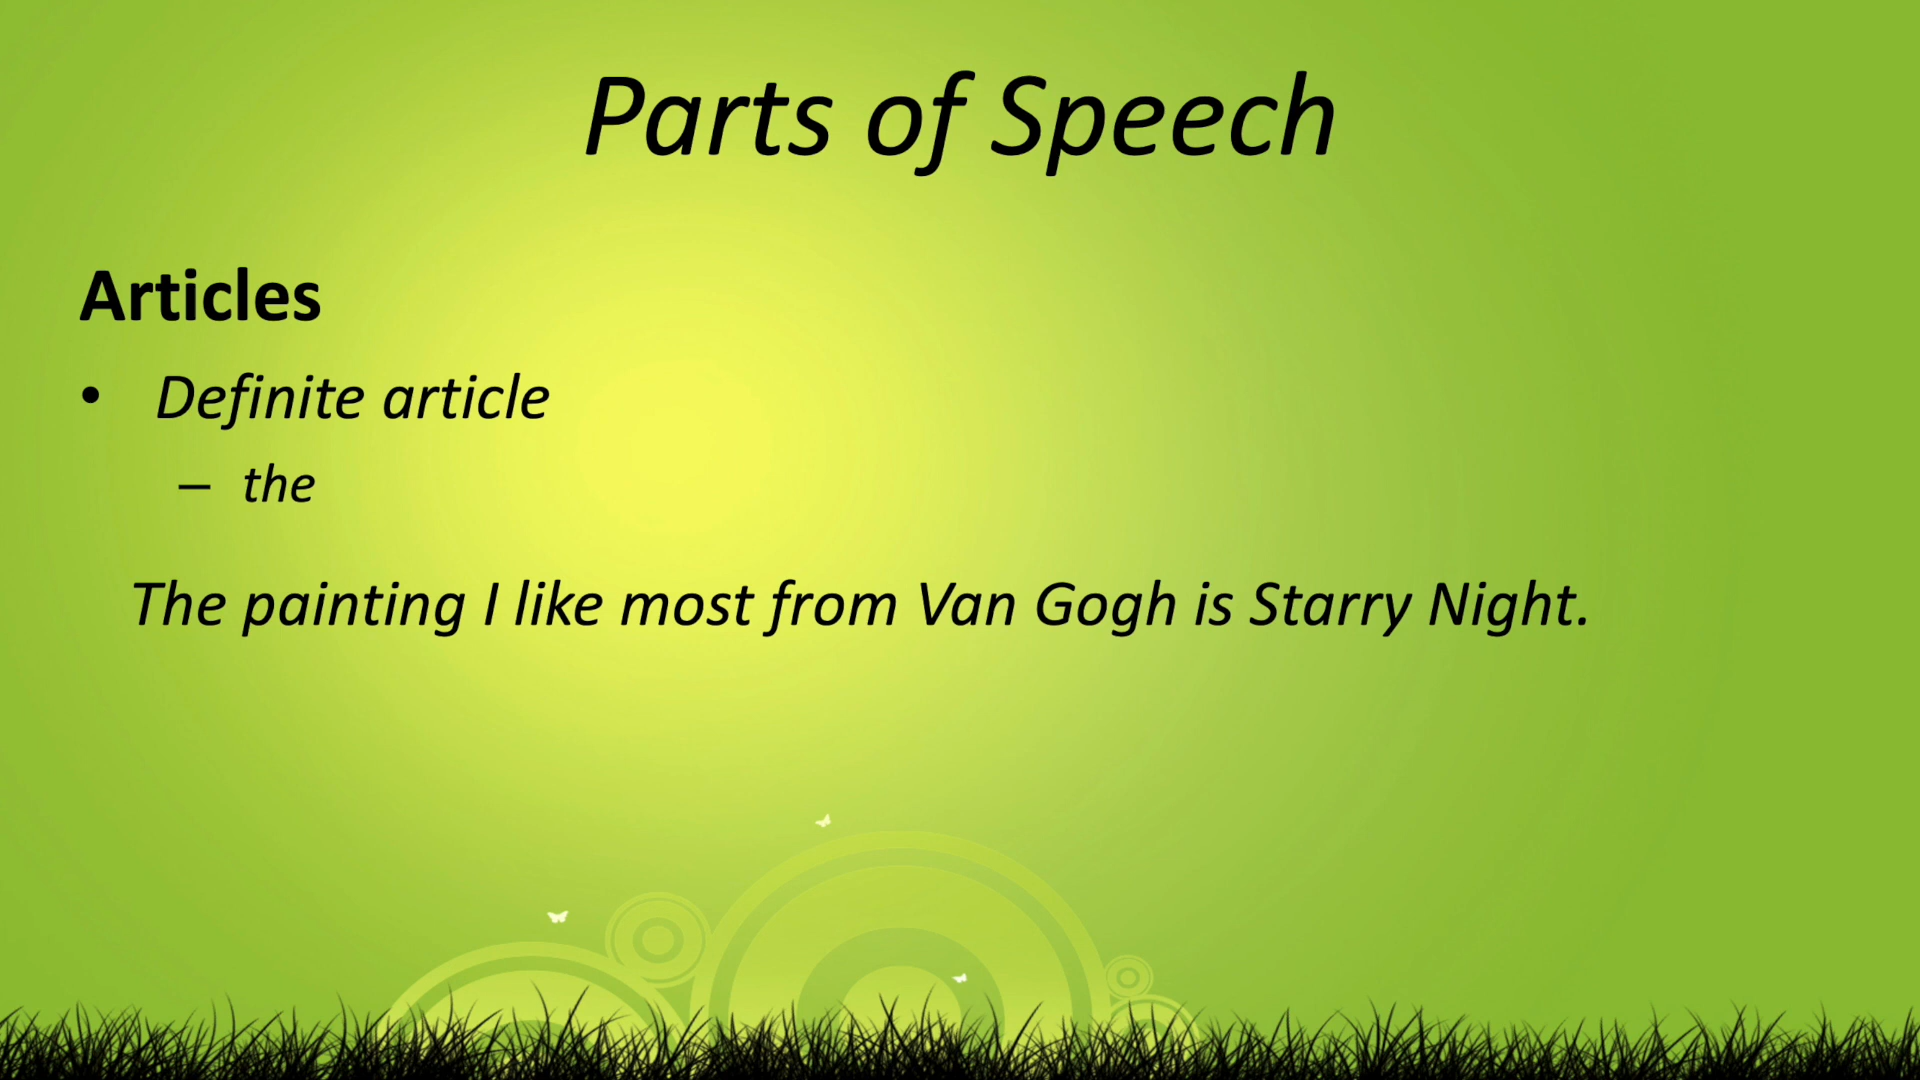 Parts of Speech
Articles
• Definite article
– the
The painting I like most from Van Gogh is Starry Night.